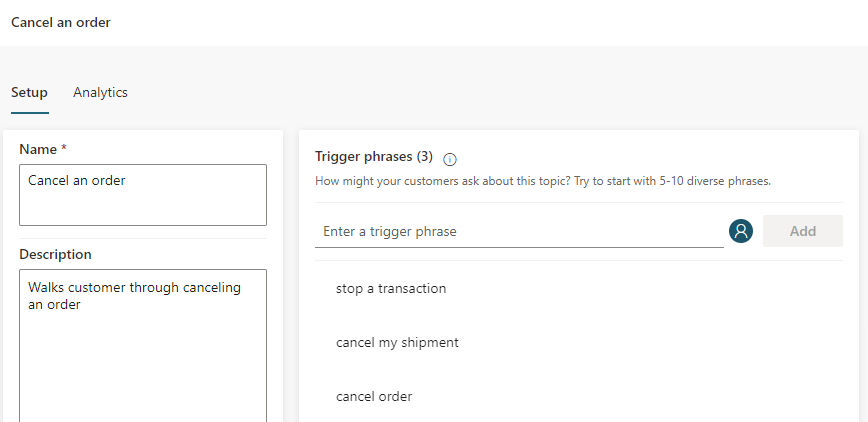 Cancel an order
Setup Analytics
Name *
Cancel an order
Description
Walks customer through canceling
an order
Trigger phrases (3)
How might your customers ask about this topic? Try to start with 5-10 diverse phrases.
Enter a trigger phrase
Add
stop a transaction
cancel my shipment
cancel order